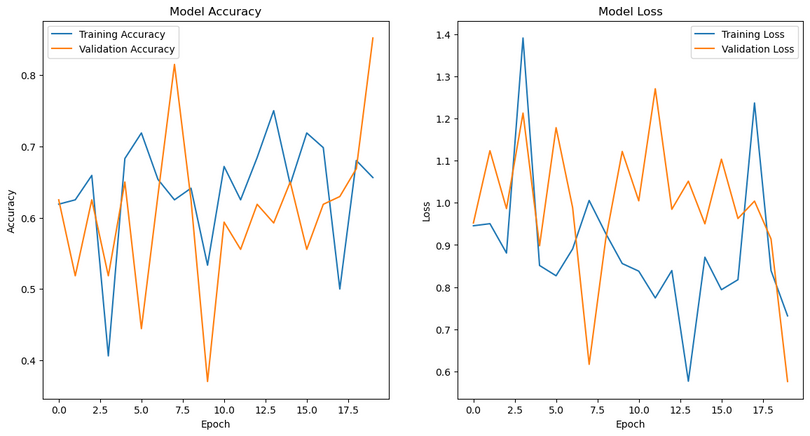 Model Accuracy
Training Accuracy
Validation Accuracy
Accuracy
0.8
0.7
0.6
0.5
0.4
0.0 2.5 5.0 7.5 10.0 12.5 15.0 17.5
Epoch
Model Loss
Training Loss
Validation Loss
Loss
1.4
1.3
1.2
1.1
1.0
0.9
0.8
0.7
0.6
0.0 2.5 5.0 7.5 10.0 12.5 15.0 17.5
Epoch